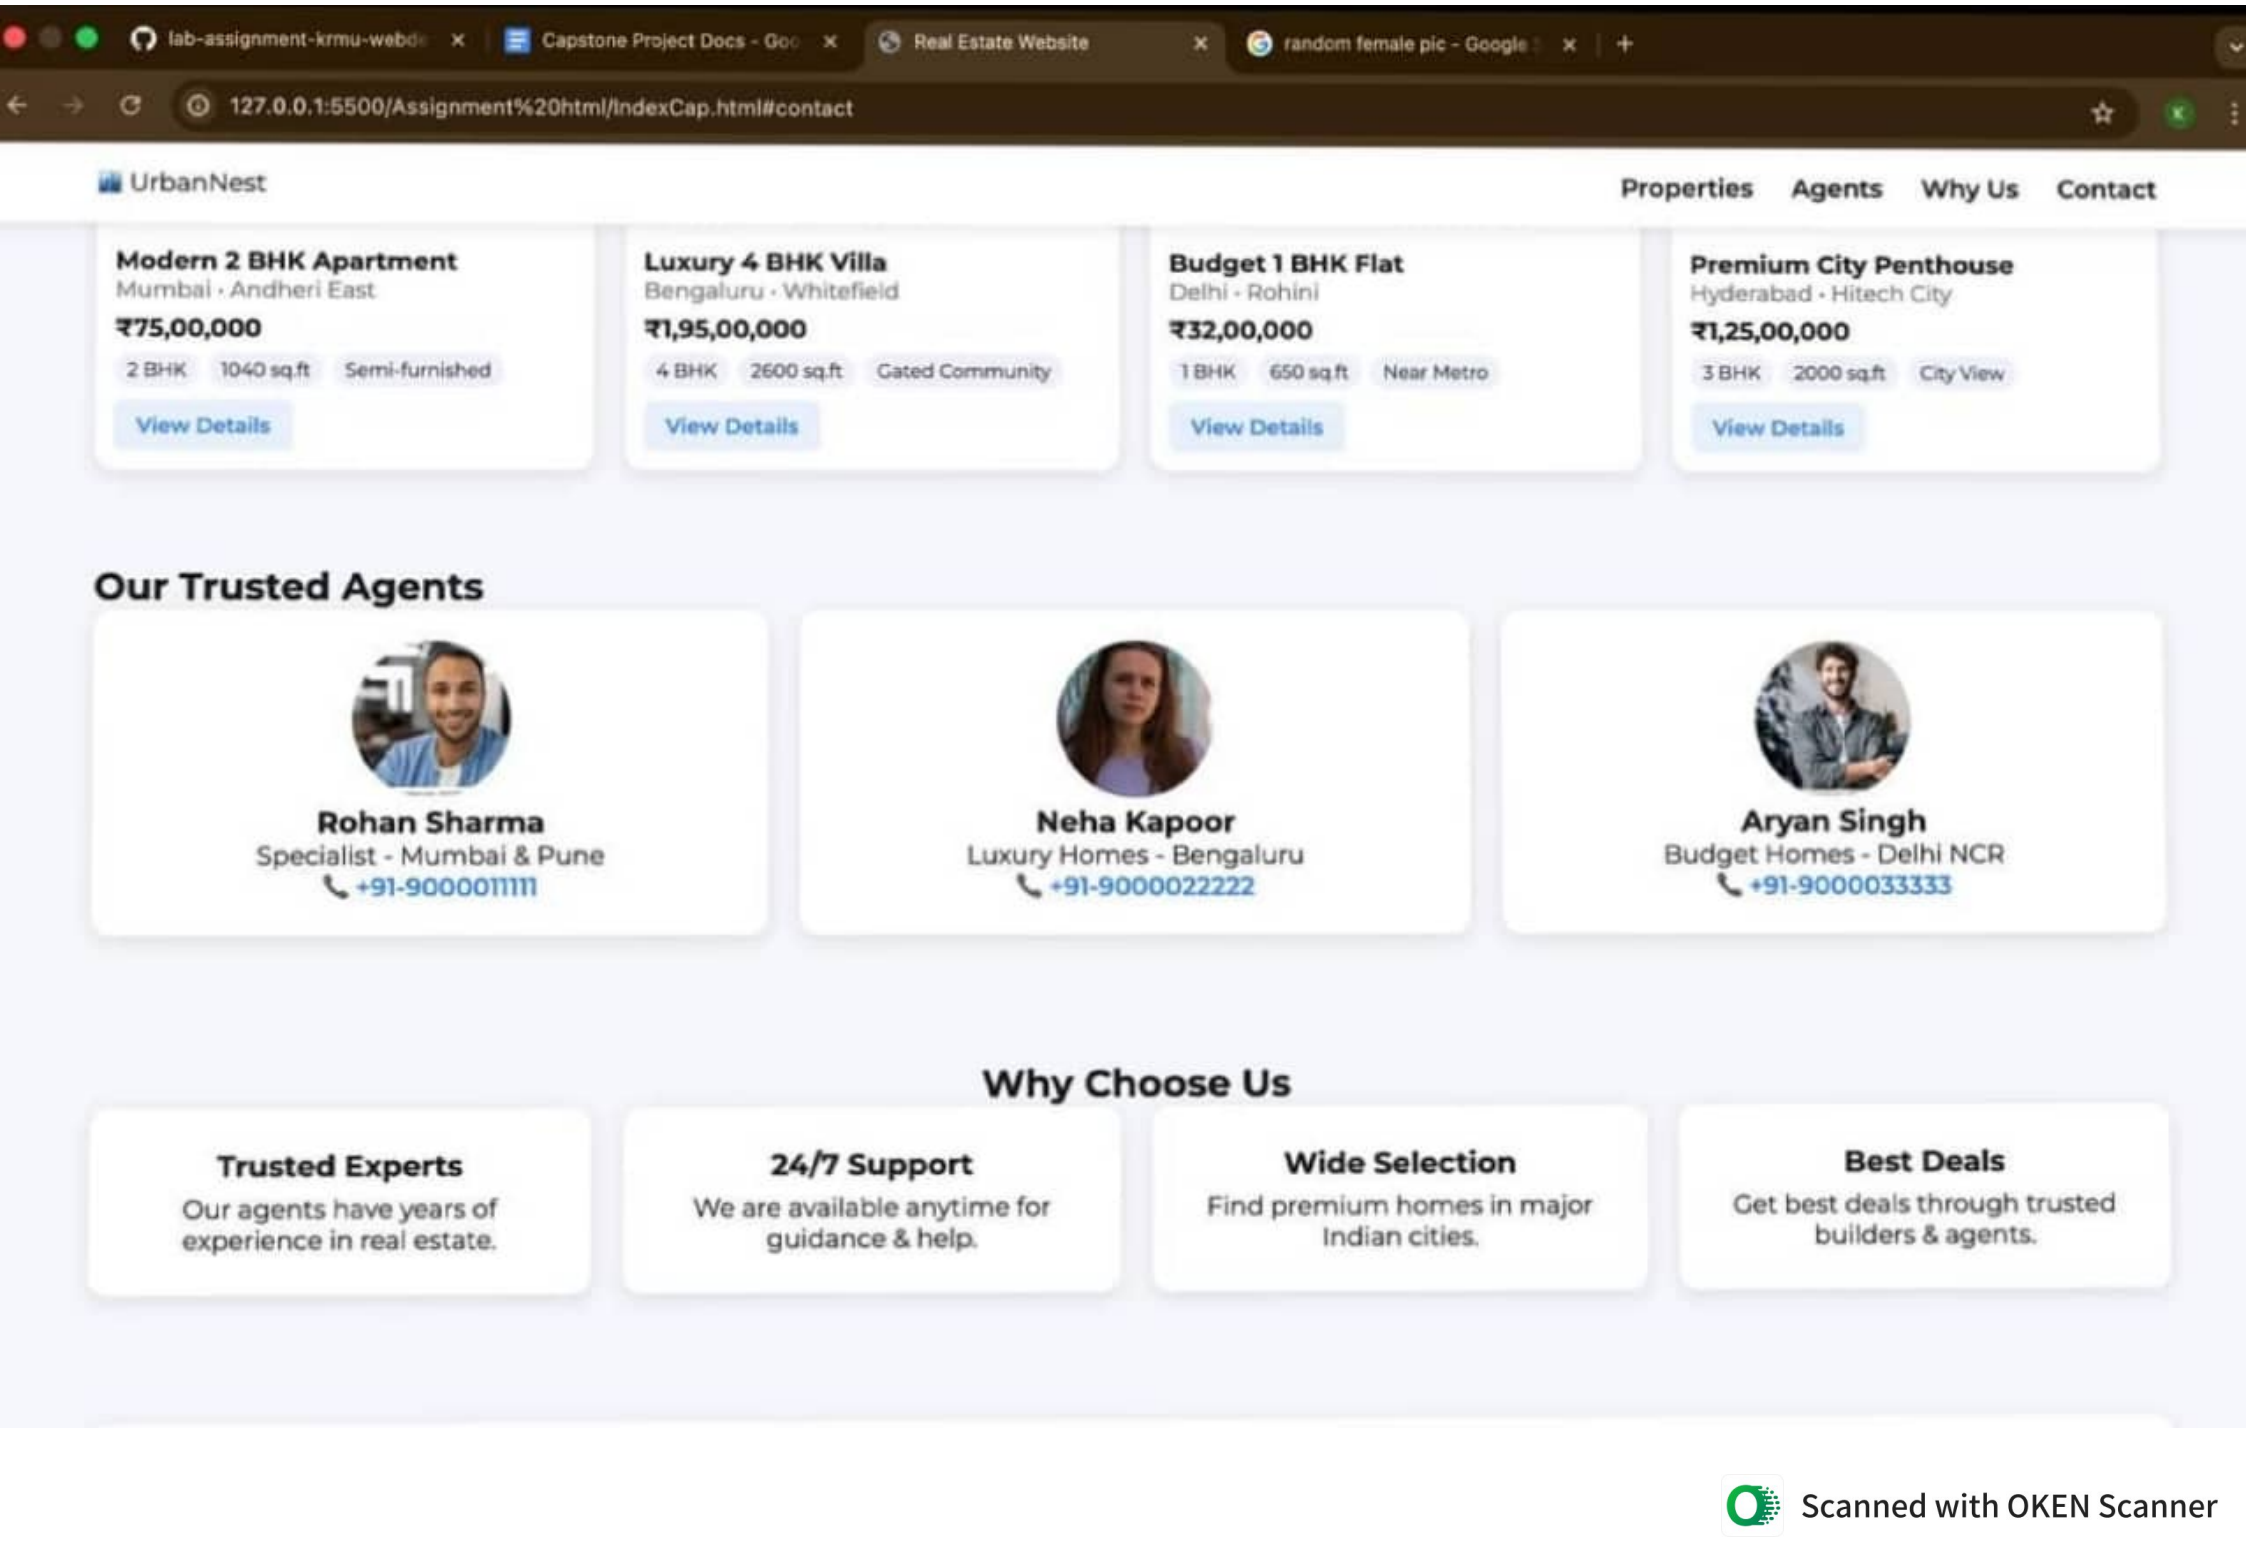 lab-assignment-krmu-webde
Capstone Project Docs - Goo
Real Estate Website
random female pic - Google S
127.0.0.1:5500/Assignment%20html/IndexCap.html#contact
K
UrbanNest
Properties Agents Why Us Contact
Modern 2 BHK Apartment
Mumbai • Andheri East
₹75,00,000
2 BHK 1040 sq.ft Semi-furnished
View Details
Luxury 4 BHK Villa
Bengaluru • Whitefield
₹1,95,00,000
4 BHK 2600 sq.ft Gated Community
View Details
Budget 1 BHK Flat
Delhi • Rohini
₹32,00,000
1 BHK 650 sq.ft Near Metro
View Details
Premium City Penthouse
Hyderabad • Hitech City
₹1,25,00,000
3 BHK 2000 sq.ft City View
View Details
Our Trusted Agents
Rohan Sharma
Specialist - Mumbai & Pune
+91-9000011111
Neha Kapoor
Luxury Homes - Bengaluru
+91-9000022222
Aryan Singh
Budget Homes - Delhi NCR
+91-9000033333
Why Choose Us
Trusted Experts
Our agents have years of
experience in real estate.
24/7 Support
We are available anytime for
guidance & help.
Wide Selection
Find premium homes in major
Indian cities.
Best Deals
Get best deals through trusted
builders & agents.
Scanned with OKEN Scanner